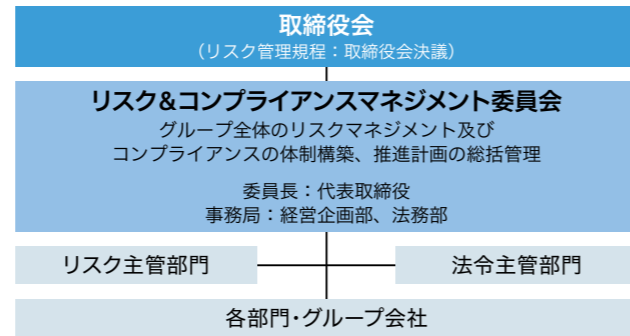 取締役会
（リスク管理規程：取締役会決議）
リスク&コンプライアンスマネジメント委員会
グループ全体のリスクマネジメント及び
コンプライアンスの体制構築、推進計画の総括管理
委員長：代表取締役
事務局：経営企画部、法務部
リスク主管部門
法令主管部門
各部門・グループ会社